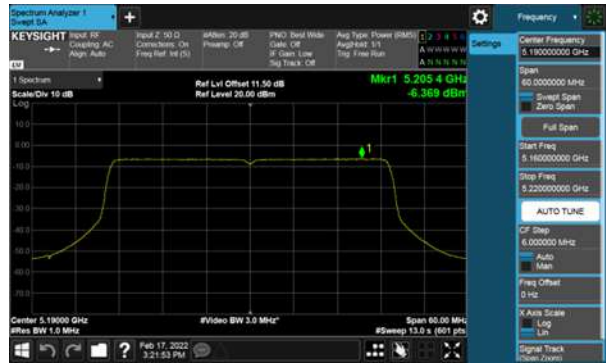 Spectrum Analyzer 1
Swept SA
Frequency
KEYSIGHT
Input: RF
Coupling: AC
Align: Auto
Input Z: 50 Ω
Corrections: On
Freq Ref: Int (S)
#Atten: 20 dB
Preamp: Off
PNO: Best Wide
Gate: Off
IF Gain: Low
Sig Track: Off
Avg Type: Power (RMS)
Avg|Hold: 1/1
Trig: Free Run
1 2 3 4 5 6
A W W W W W
A N N N N N
LM
1 Spectrum
Scale/Div 10 dB
Log
Ref Lvl Offset 11.50 dB
Ref Level 20.00 dBm
Mkr1 5.205 4 GHz
-6.369 dBm
1
10.0
0.00
-10.0
-20.0
-30.0
-40.0
-50.0
-60.0
-70.0
Center 5.19000 GHz
#Res BW 1.0 MHz
#Video BW 3.0 MHz*
Span 60.00 MHz
#Sweep 13.0 s (601 pts)
Feb 17, 2022
3:21:53 PM
Settings
Center Frequency
5.190000000 GHz
Span
60.0000000 MHz
Swept Span
Zero Span
Full Span
Start Freq
5.160000000 GHz
Stop Freq
5.220000000 GHz
AUTO TUNE
CF Step
6.000000 MHz
Auto
Man
Freq Offset
0 Hz
X Axis Scale
Log
Lin
Signal Track
(Span Zoom)